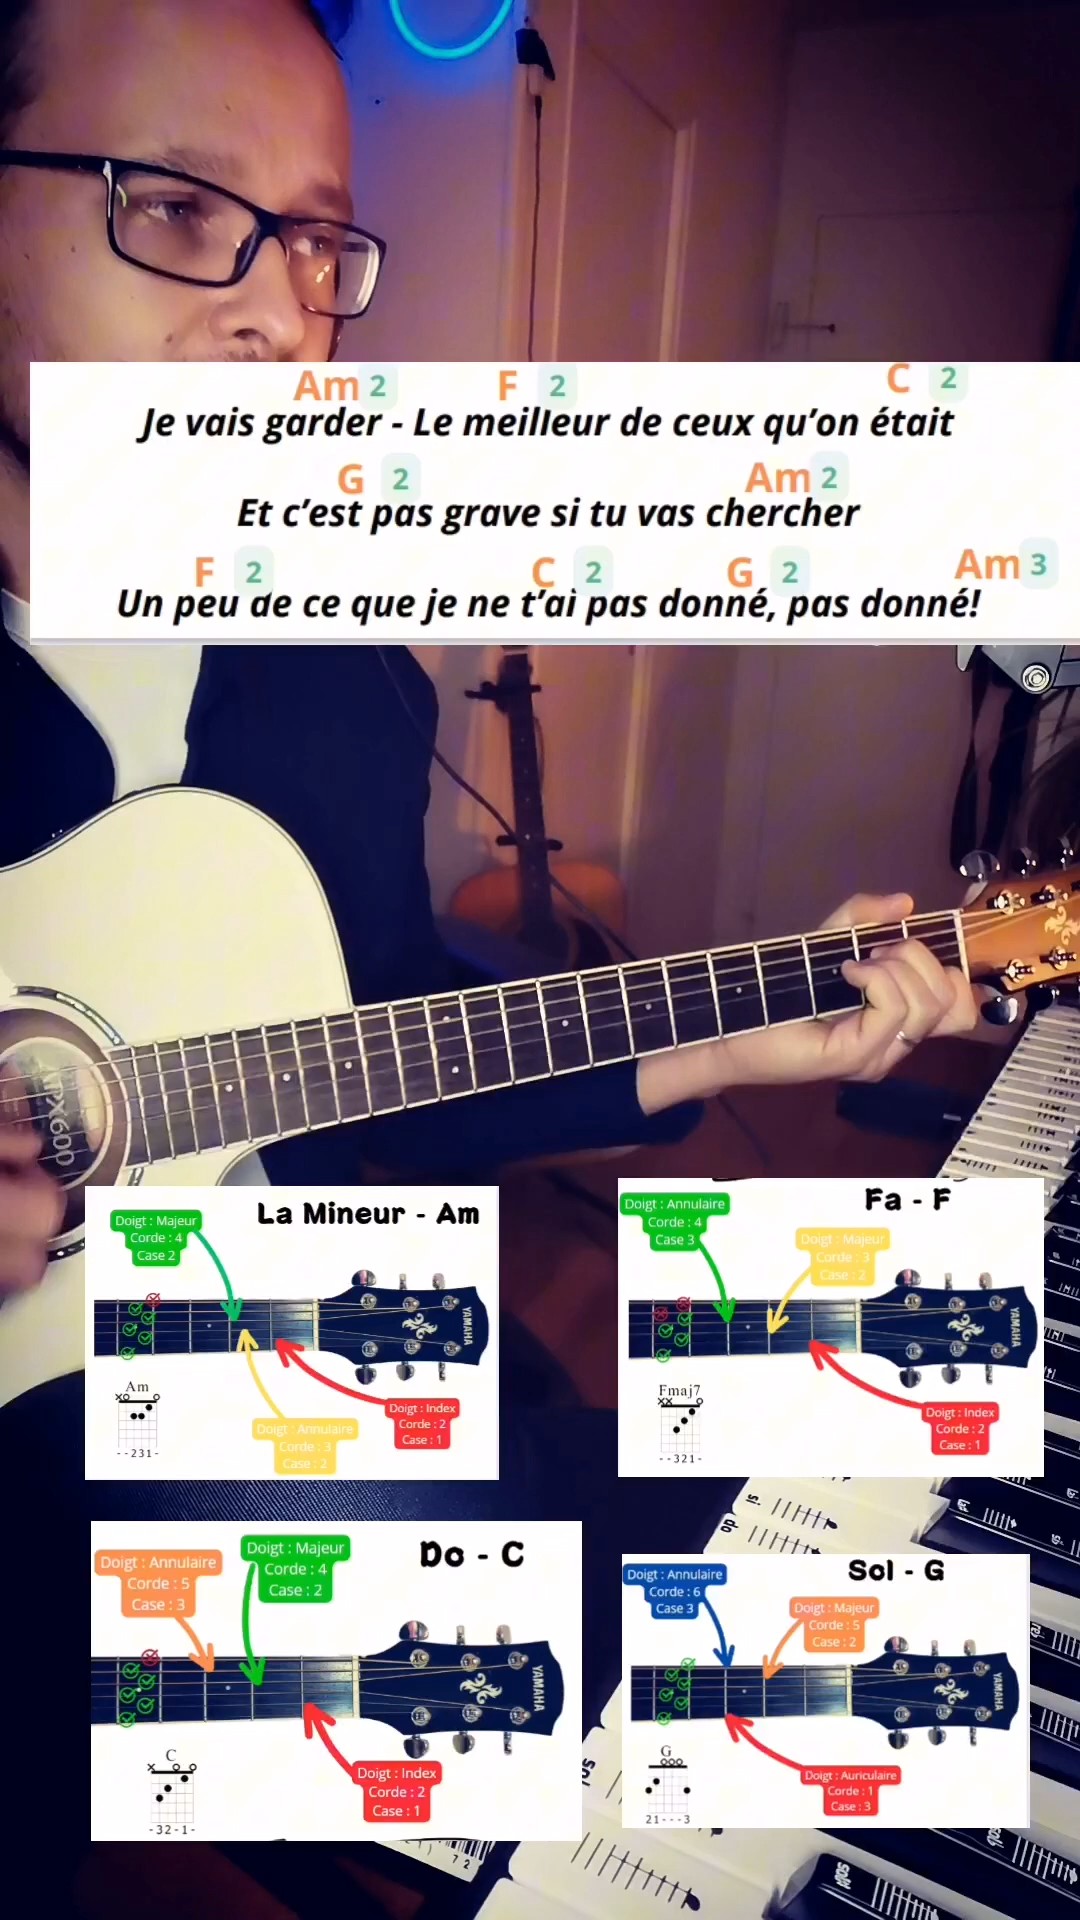 Am 2 F 2 C 2
Je vais garder - Le meilleur de ceux qu’on était
G 2 Am 2
Et c’est pas grave si tu vas chercher
F 2 C 2 G 2 Am 3
Un peu de ce que je ne t’ai pas donné, pas donné!
La Mineur - Am
Doigt : Majeur
Corde : 4
Case 2
YAMAHA
Am
--231-
Doigt : Annulaire
Corde : 3
Case : 2
Doigt : Index
Corde : 2
Case : 1
Fa - F
Doigt : Annulaire
Corde : 4
Case 3
Doigt : Majeur
Corde : 3
Case : 2
YAMAHA
Fmaj7
--321-
Doigt : Index
Corde : 2
Case : 1
Do - C
Doigt : Annulaire
Corde : 5
Case : 3
Doigt : Majeur
Corde : 4
Case : 2
YAMAHA
C
-32-1-
Doigt : Index
Corde : 2
Case : 1
Sol - G
Doigt : Annulaire
Corde : 6
Case 3
Doigt : Majeur
Corde : 5
Case : 2
YAMAHA
G
21---3
Doigt : Auriculaire
Corde : 1
Case : 3
si
do
sol